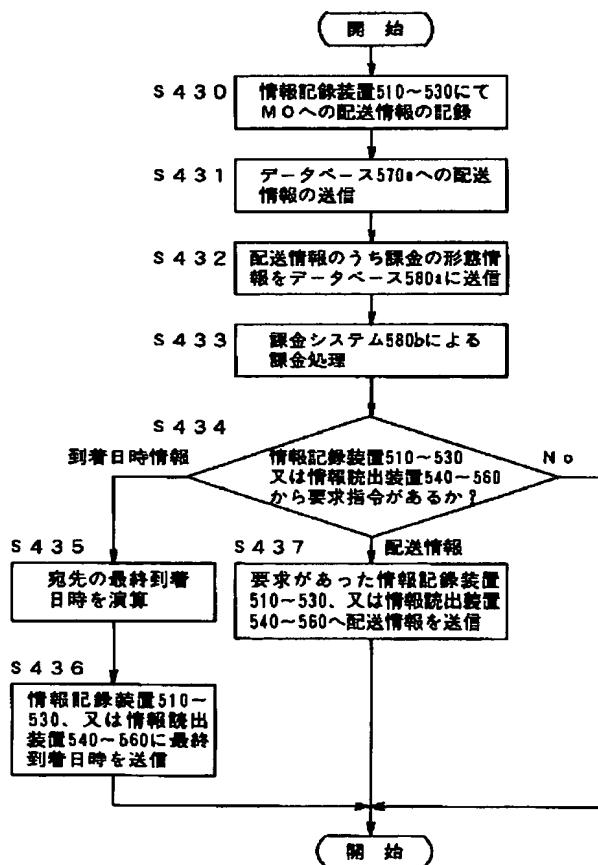 開 始
S430
情報記録装置510~530にて
MOへの配送情報の記録
S431
データベース570aへの配送
情報の送信
S432
配送情報のうち課金の形態情
報をデータベース580aに送信
S433
課金システム580bによる
課金処理
S434
到着日時情報
情報記録装置510~530
又は情報読出装置540~560
から要求指令があるか?
No
S435
宛先の最終到着
日時を演算
S437
配送情報
要求があった情報記録装置
510~530、又は情報読出装置
540~560へ配送情報を送信
S436
情報記録装置510~
530、又は情報読出
装置540~560に最終
到着日時を送信
開 始